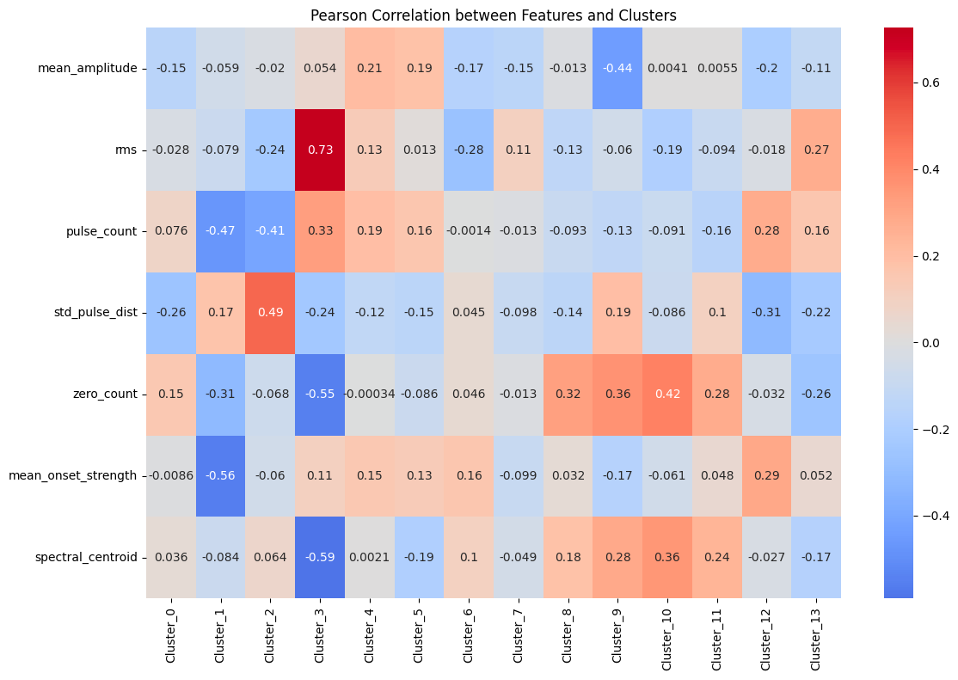 Pearson Correlation between Features and Clusters
mean_amplitude -0.15 -0.059 -0.02 0.054 0.21 0.19 -0.17 -0.15 -0.013 -0.44 0.0041 0.0055 -0.2 -0.11
rms -0.028 -0.079 -0.24 0.73 0.13 0.013 -0.28 0.11 -0.13 -0.06 -0.19 -0.094 -0.018 0.27
pulse_count 0.076 -0.47 -0.41 0.33 0.19 0.16 -0.0014 -0.013 -0.093 -0.13 -0.091 -0.16 0.28 0.16
std_pulse_dist -0.26 0.17 0.49 -0.24 -0.12 -0.15 0.045 -0.098 -0.14 0.19 -0.086 0.1 -0.31 -0.22
zero_count 0.15 -0.31 -0.068 -0.55 -0.00034 -0.086 0.046 -0.013 0.32 0.36 0.42 0.28 -0.032 -0.26
mean_onset_strength -0.0086 -0.56 -0.06 0.11 0.15 0.13 0.16 -0.099 0.032 -0.17 -0.061 0.048 0.29 0.052
spectral_centroid 0.036 -0.084 0.064 -0.59 0.0021 -0.19 0.1 -0.049 0.18 0.28 0.36 0.24 -0.027 -0.17
Cluster_0 Cluster_1 Cluster_2 Cluster_3 Cluster_4 Cluster_5 Cluster_6 Cluster_7 Cluster_8 Cluster_9 Cluster_10 Cluster_11 Cluster_12 Cluster_13
0.6
0.4
0.2
0.0
−0.2
−0.4